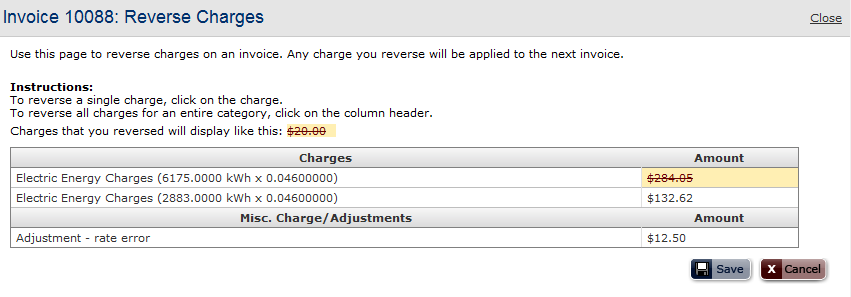 Invoice 10088: Reverse Charges Close
Use this page to reverse charges on an invoice. Any charge you reverse will be applied to the next invoice.
Instructions:
To reverse a single charge, click on the charge.
To reverse all charges for an entire category, click on the column header.
Charges that you reversed will display like this: $20.00
Charges Amount
Electric Energy Charges (6175.0000 kWh x 0.04600000) $284.05
Electric Energy Charges (2883.0000 kWh x 0.04600000) $132.62
Misc. Charge/Adjustments Amount
Adjustment - rate error $12.50
Save X Cancel